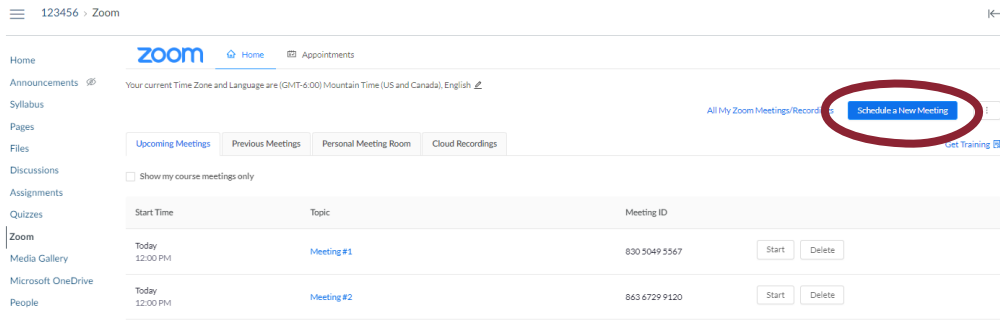 123456 > Zoom
Home
Announcements
Syllabus
Pages
Files
Discussions
Assignments
Quizzes
Zoom
Media Gallery
Microsoft OneDrive
People
zoom
Home
Appointments
Your current Time Zone and Language are (GMT-6:00) Mountain Time (US and Canada), English
All My Zoom Meetings/Recordings
Schedule a New Meeting
Get Training
Upcoming Meetings
Previous Meetings
Personal Meeting Room
Cloud Recordings
Show my course meetings only
Start Time Topic Meeting ID
Today
12:00 PM
Meeting #1
830 5049 5567
Start
Delete
Today
12:00 PM
Meeting #2
863 6729 9120
Start
Delete